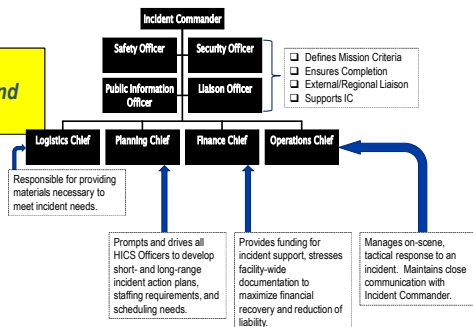 Incident Commander
Safety Officer
Security Officer
Public Information
Officer
Liaison Officer
❑ Defines Mission Criteria
❑ Ensures Completion
❑ External/Regional Liaison
❑ Supports IC
nd
Logistics Chief
Planning Chief
Finance Chief
Operations Chief
Responsible for providing
materials necessary to
meet incident needs.
Prompts and drives all
HICS Officers to develop
short- and long-range
incident action plans,
staffing requirements, and
scheduling needs.
Provides funding for
incident support, stresses
facility-wide
documentation to
maximize financial
recovery and reduction of
liability.
Manages on-scene,
tactical response to an
incident.  Maintains close
communication with
Incident Commander.